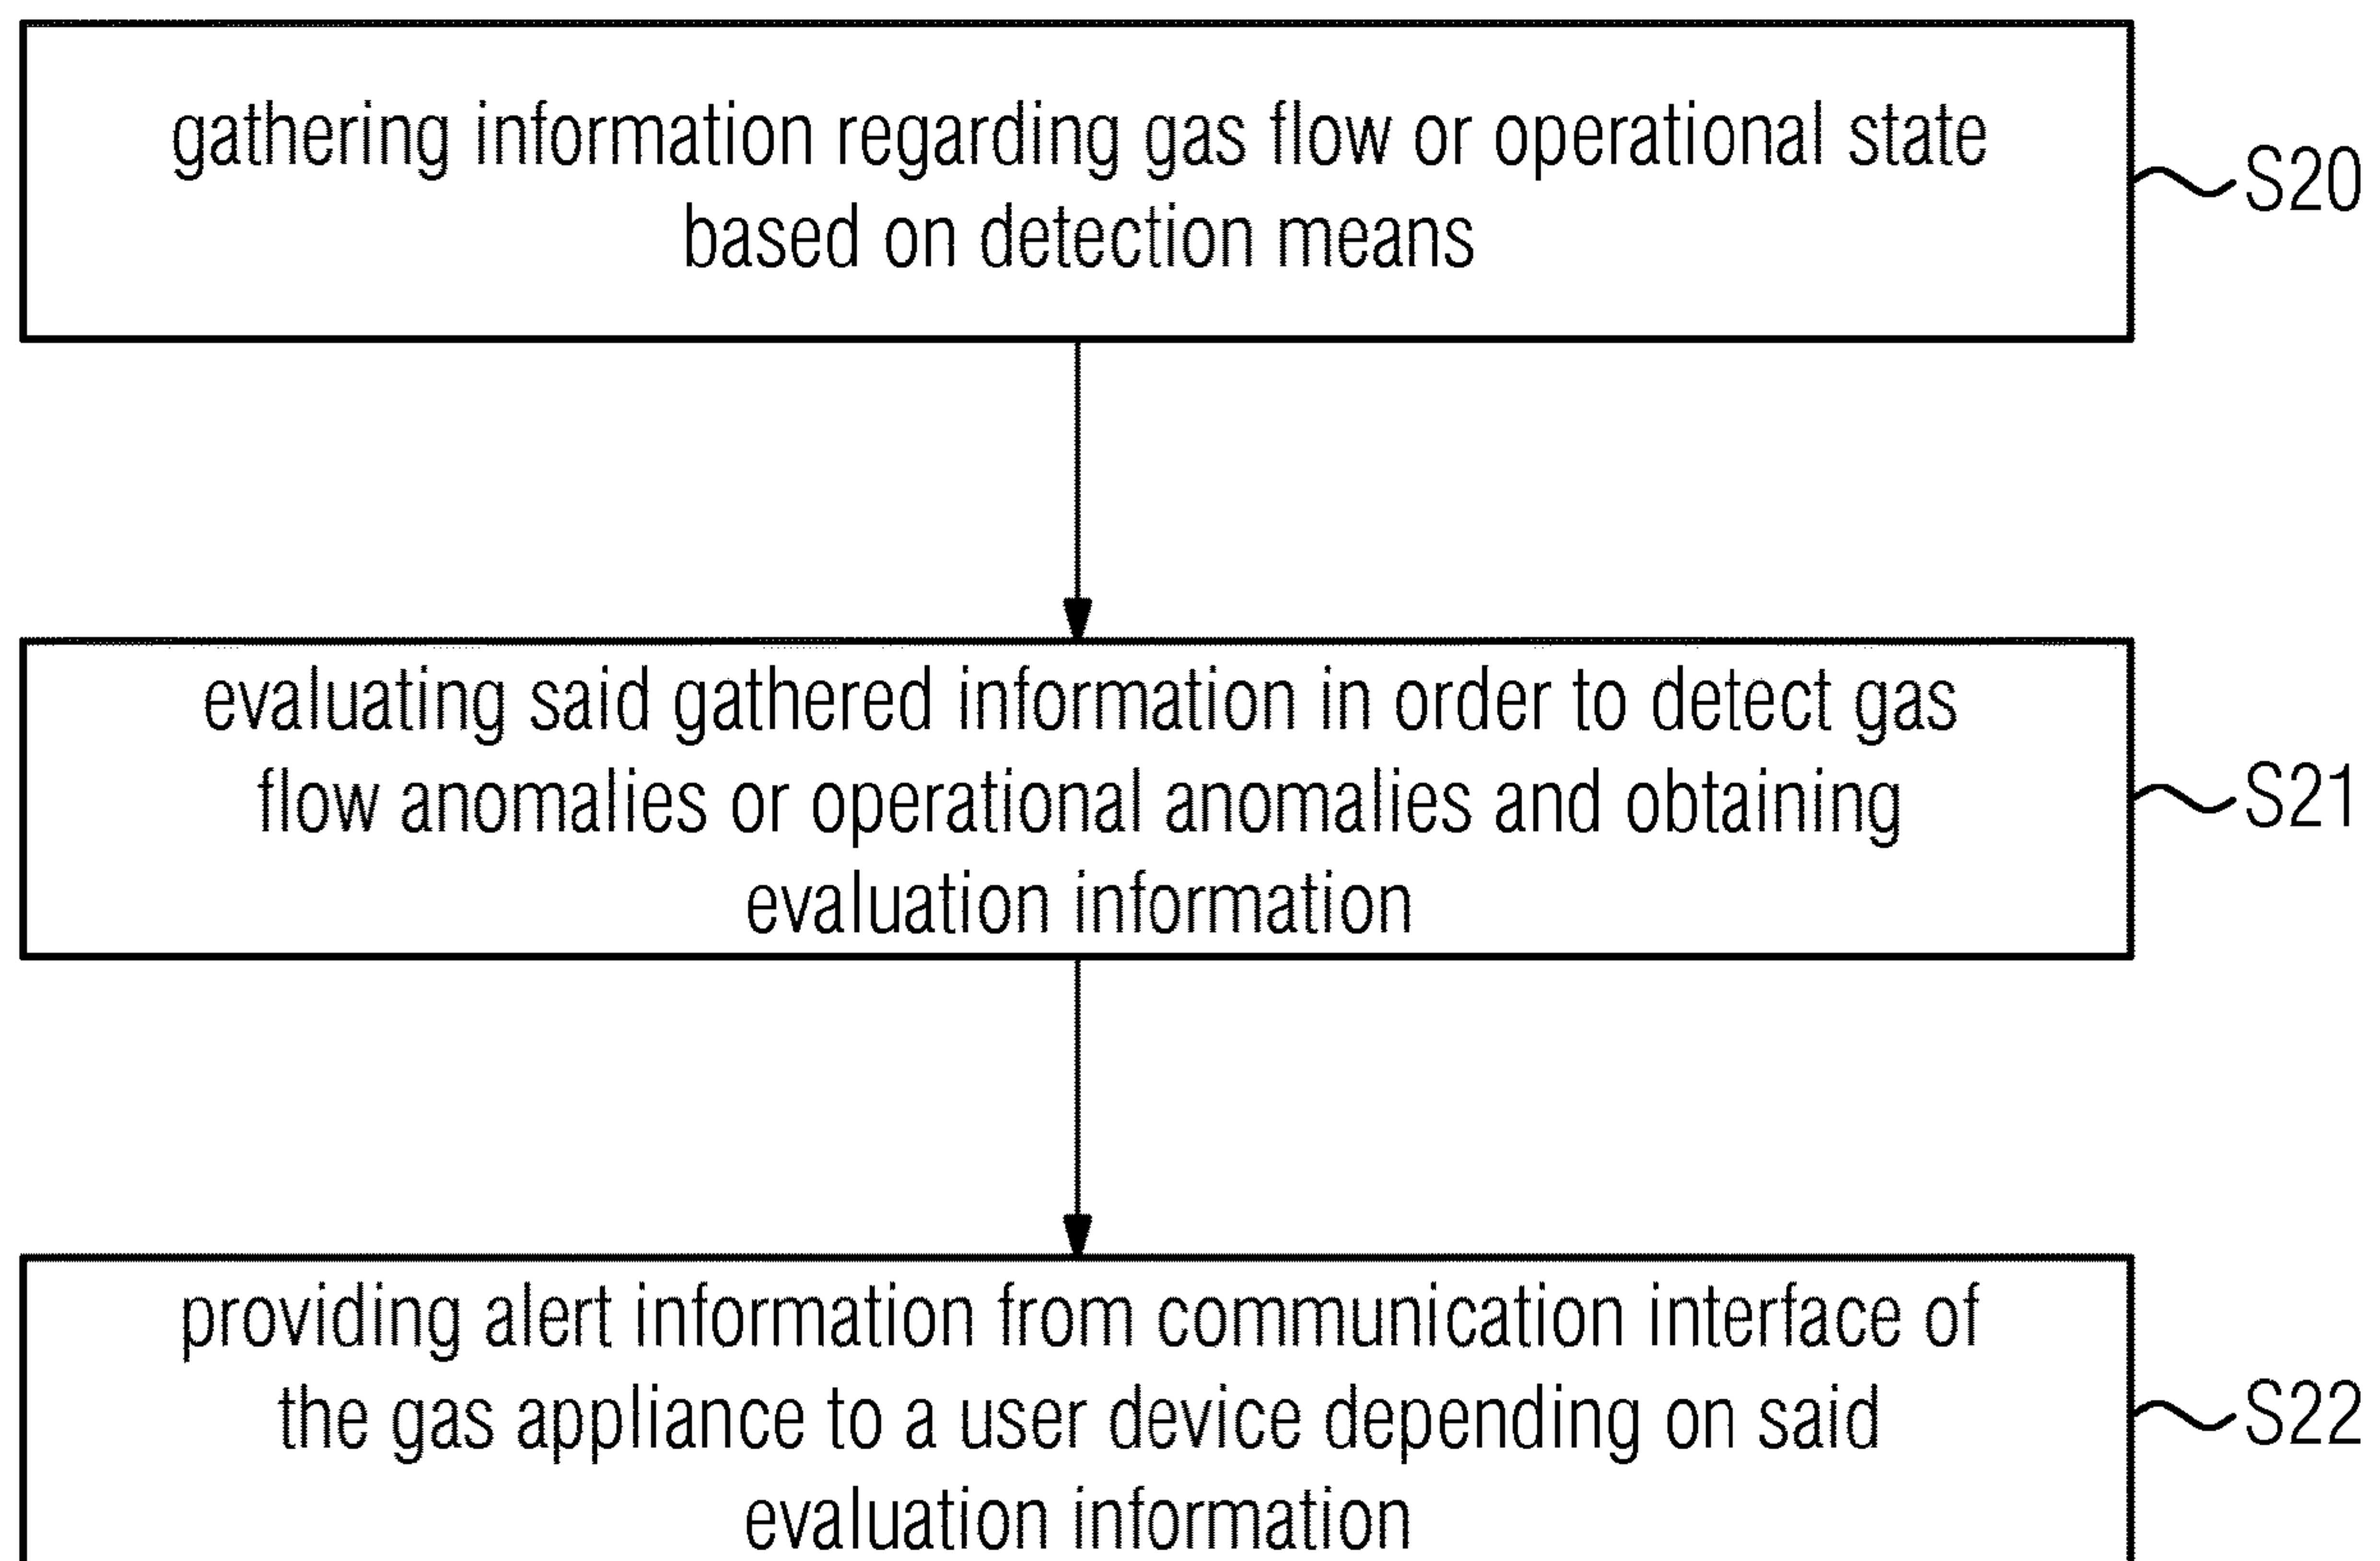 gathering information regarding gas flow or operational state
based on detection means
S20
evaluating said gathered information in order to detect gas
flow anomalies or operational anomalies and obtaining
evaluation information
S21
providing alert information from communication interface of
the gas appliance to a user device depending on said
evaluation information
S22